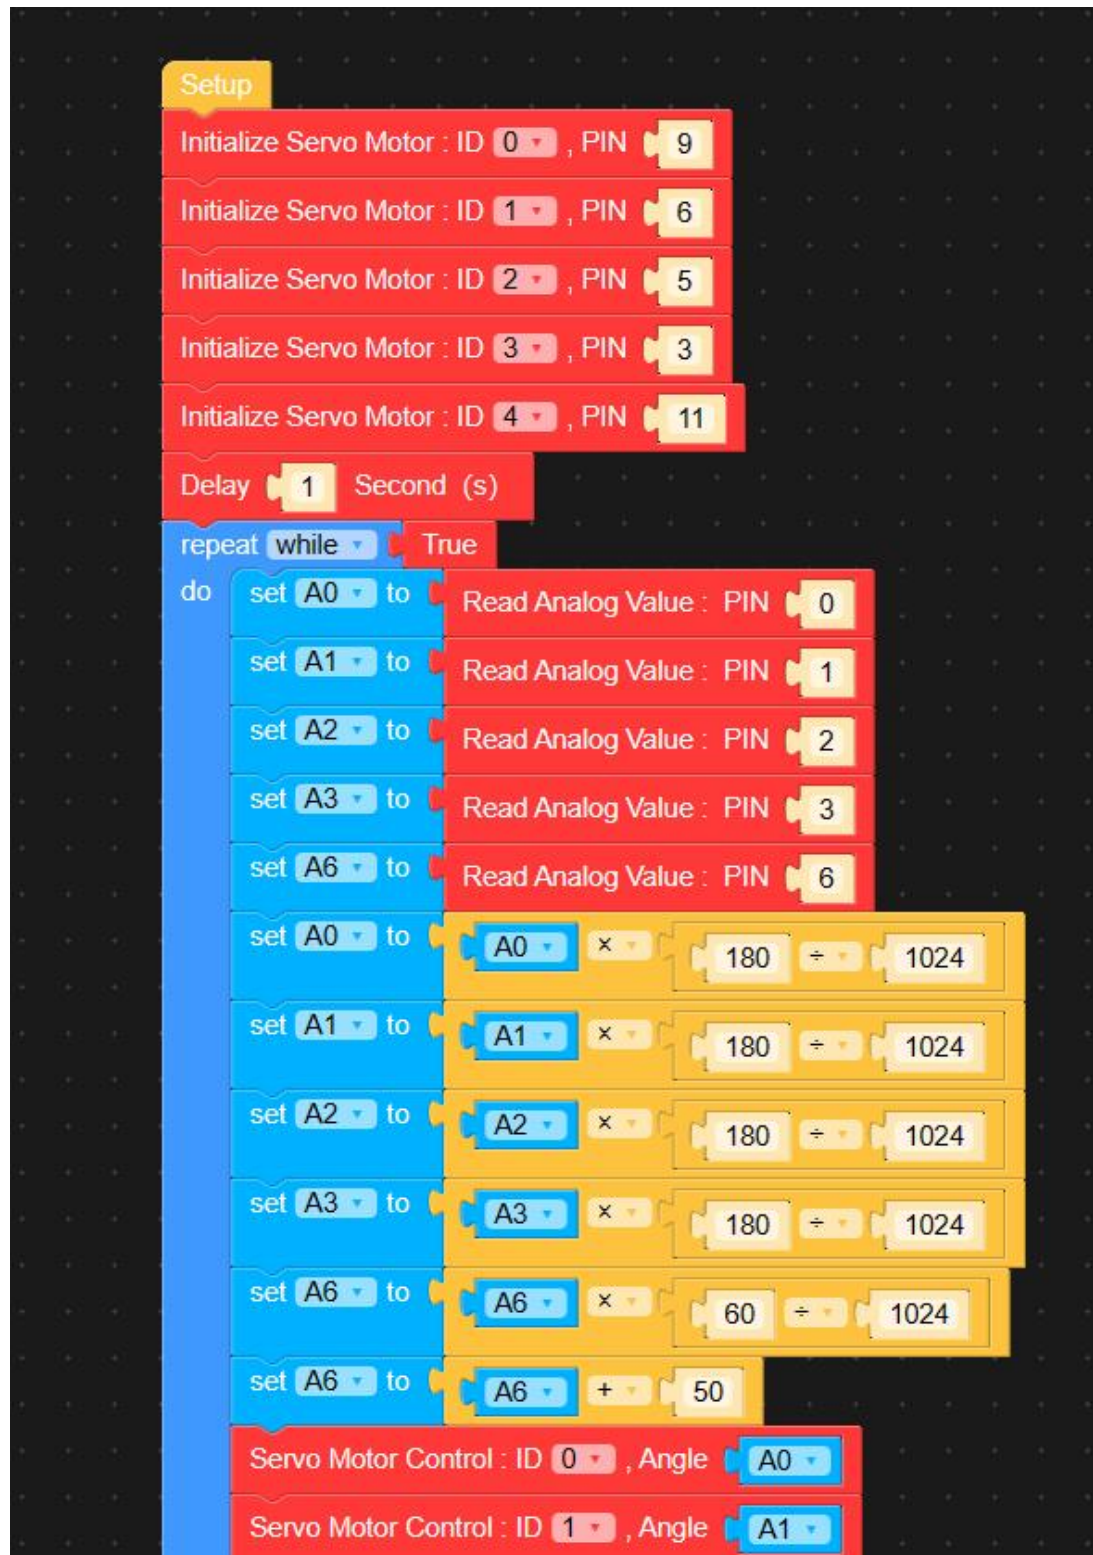 Setup
Initialize Servo Motor : ID 0 , PIN 9
Initialize Servo Motor : ID 1 , PIN 6
Initialize Servo Motor : ID 2 , PIN 5
Initialize Servo Motor : ID 3 , PIN 3
Initialize Servo Motor : ID 4 , PIN 11
Delay 1 Second (s)
repeat while True
do set A0 to Read Analog Value : PIN 0
set A1 to Read Analog Value : PIN 1
set A2 to Read Analog Value : PIN 2
set A3 to Read Analog Value : PIN 3
set A6 to Read Analog Value : PIN 6
set A0 to A0 × 180 ÷ 1024
set A1 to A1 × 180 ÷ 1024
set A2 to A2 × 180 ÷ 1024
set A3 to A3 × 180 ÷ 1024
set A6 to A6 × 60 ÷ 1024
set A6 to A6 + 50
Servo Motor Control : ID 0 , Angle A0
Servo Motor Control : ID 1 , Angle A1